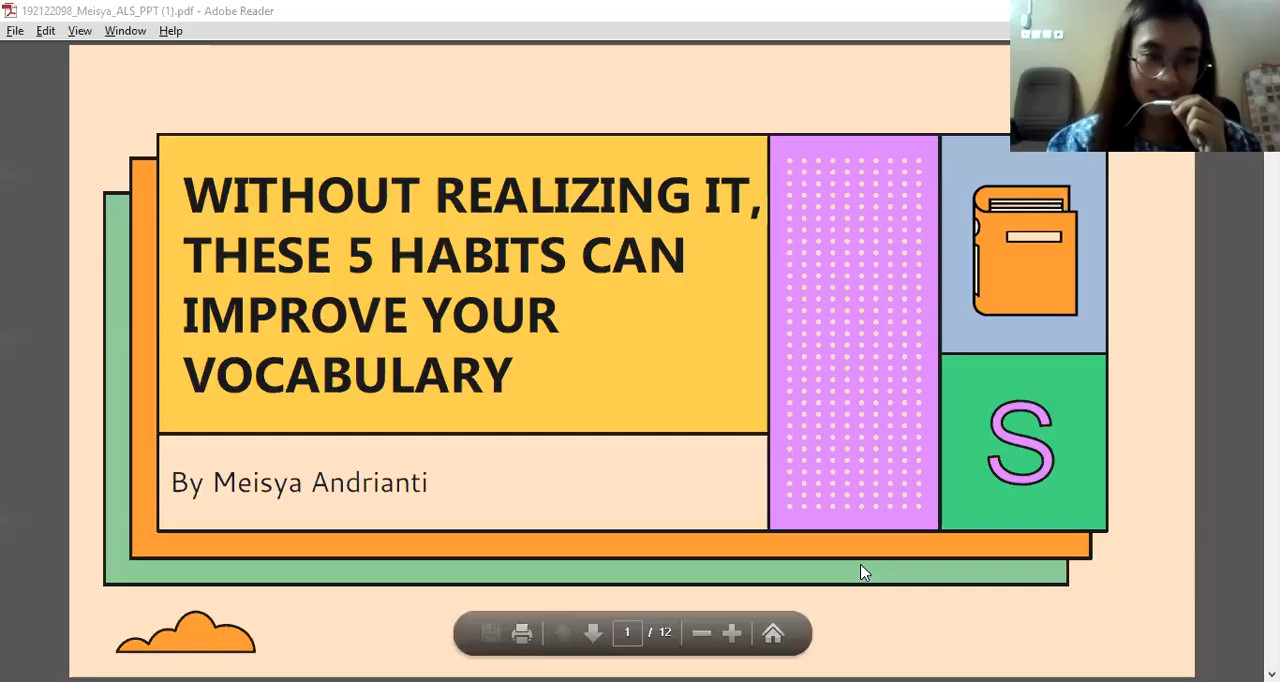 192122098_Meisya_ALS_PPT (1).pdf - Adobe Reader
File Edit View Window Help
WITHOUT REALIZING IT,
THESE 5 HABITS CAN
IMPROVE YOUR
VOCABULARY
By Meisya Andrianti
S
1 / 12